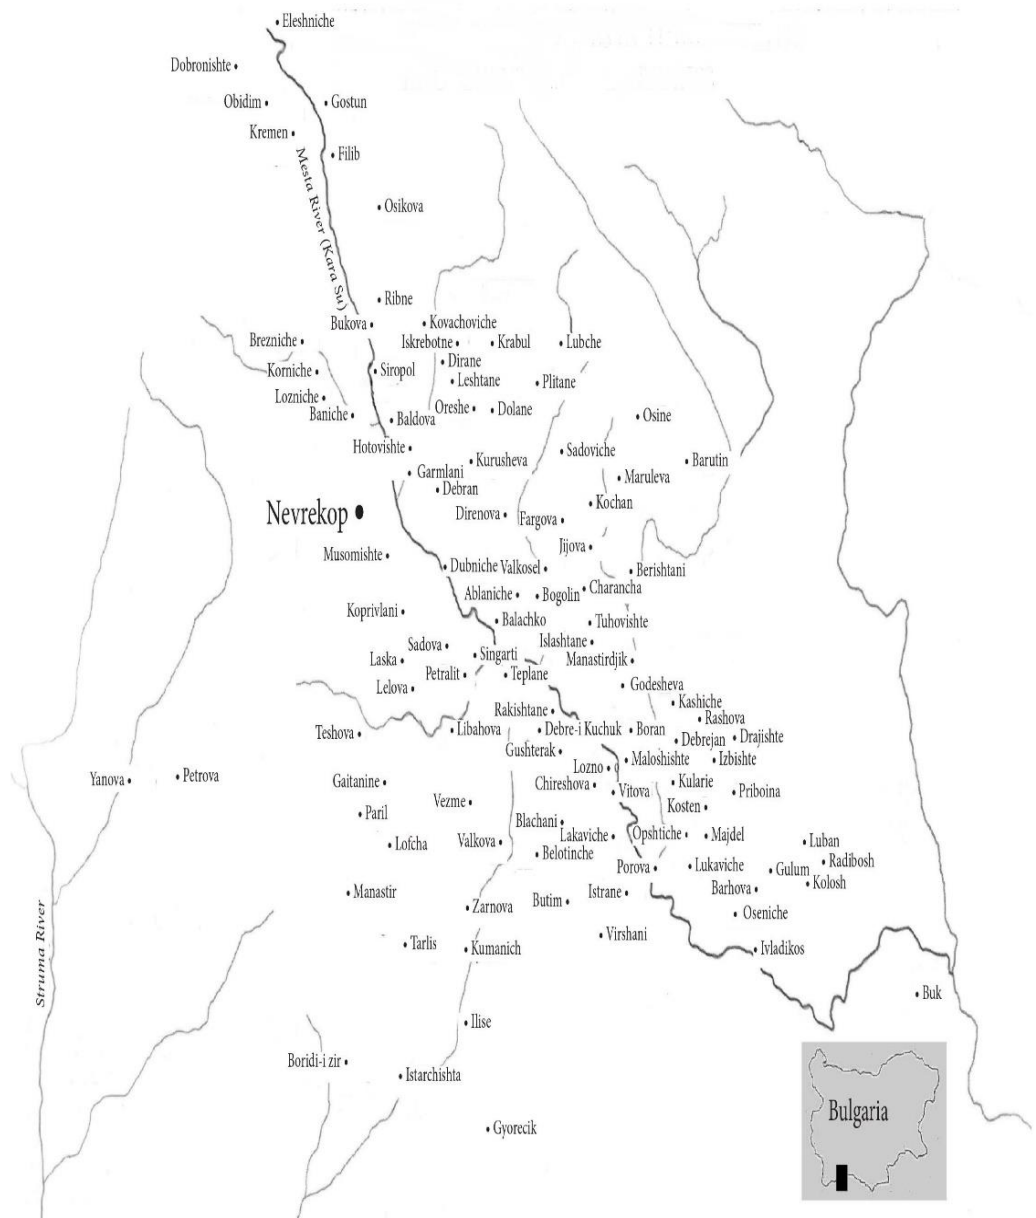 Eleshniche
Dobronishte
Obidim
Gostun
Kremen
Filib
Mesta River (Kara Su)
Osikova
Ribne
Bukova
Kovachoviche
Brezniche
Iskrebotne
Krabul
Lubche
Dirane
Korniche
Siropol
Leshtane
Plitane
Lozniche
Baniche
Oreshe
Dolane
Baldova
Osine
Hotovishte
Sadoviche
Kurusheva
Barutin
Garmlani
Maruleva
Debran
Kochan
Nevrekop
Direnova
Fargova
Jijova
Musomishte
Dubniche
Valkosel
Berishtani
Ablaniche
Bogolin
Charancha
Koprivlani
Balachko
Tuhovishte
Sadova
Islashtane
Laska
Singarti
Manastirdjik
Petralit
Teplane
Lelova
Godesheva
Kashiche
Rakishtane
Rashova
Teshova
Libahova
Debre-i Kuchuk
Boran
Debrejan
Drajishte
Gushterak
Maloshishte
Izbishte
Lozno
Yanova
Petrova
Gaitanine
Chireshova
Vitova
Kularie
Priboina
Vezme
Kosten
Paril
Blachani
Lofcha
Valkova
Lakaviche
Opshtiche
Majdel
Luban
Belotinche
Porova
Lukaviche
Gulum
Radibosh
Kolosh
Manastir
Barhova
Zarnova
Butim
Istrane
Oseniche
Struma River
Tarlis
Kumanich
Virshani
Ivladikos
Buk
Ilise
Boridi-i zir
Istarchishta
Gyorecik
Bulgaria